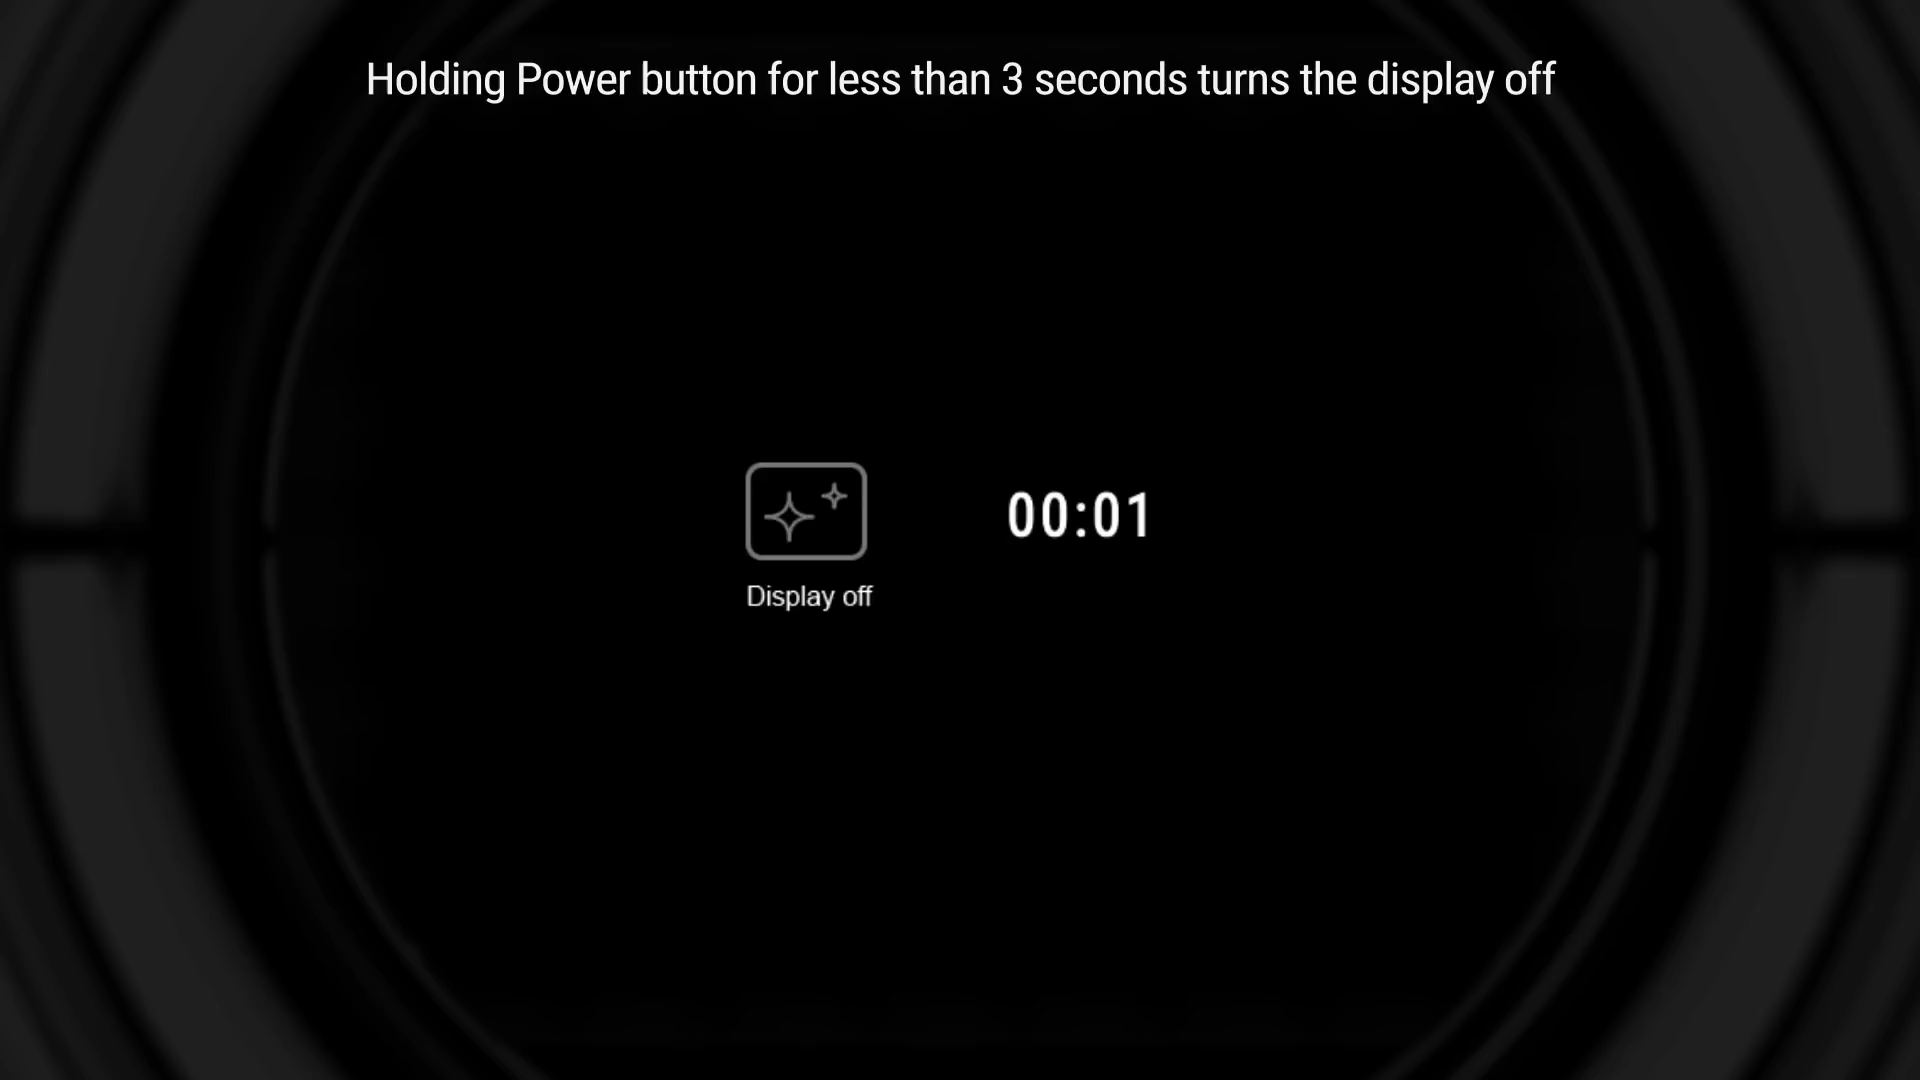 Holding Power button for less than 3 seconds turns the display off
00:01
Display off